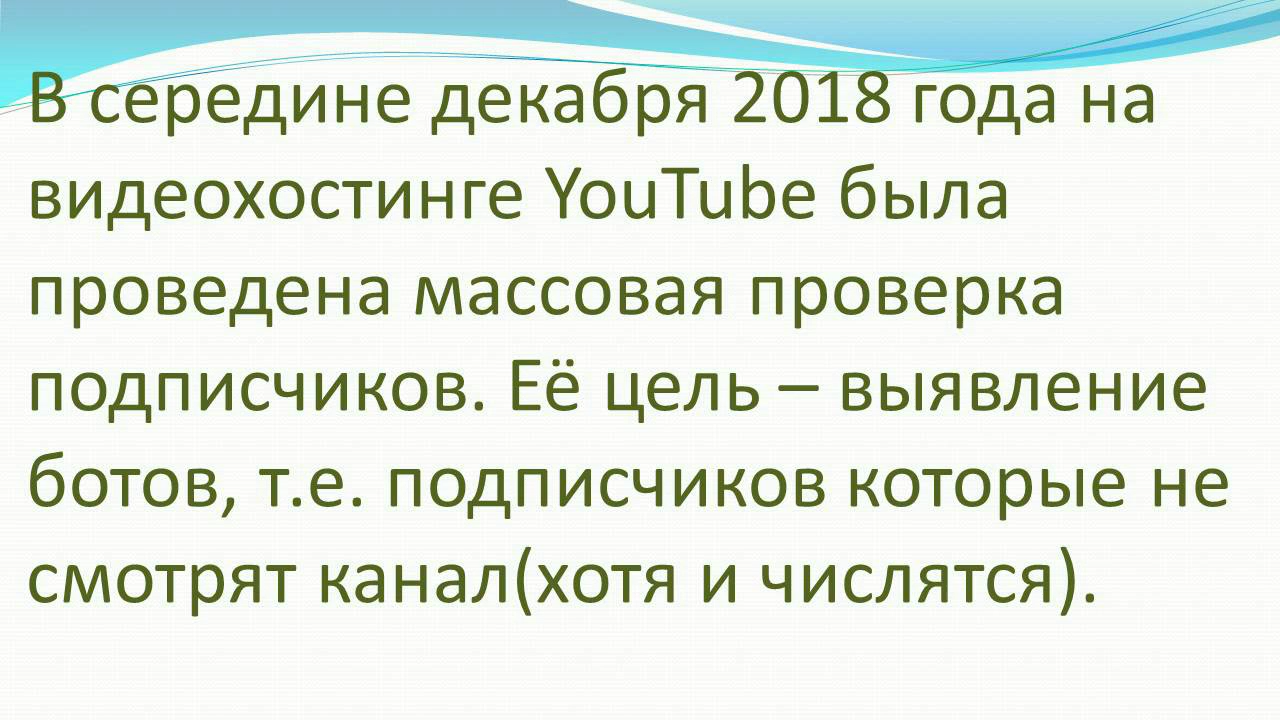 В середине декабря 2018 года на
видеохостинге YouTube была
проведена массовая проверка
подписчиков. Её цель – выявление
ботов, т.е. подписчиков которые не
смотрят канал(хотя и числятся).